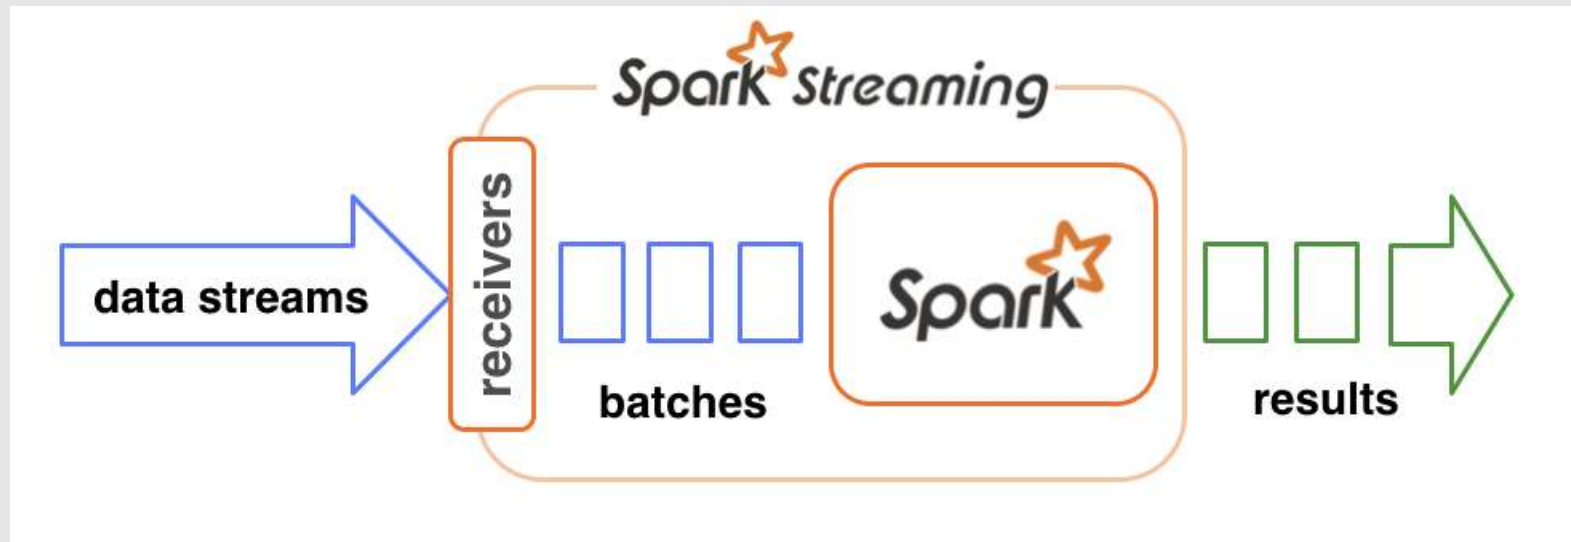 Spark Streaming
receivers
data streams
batches
Spark
results